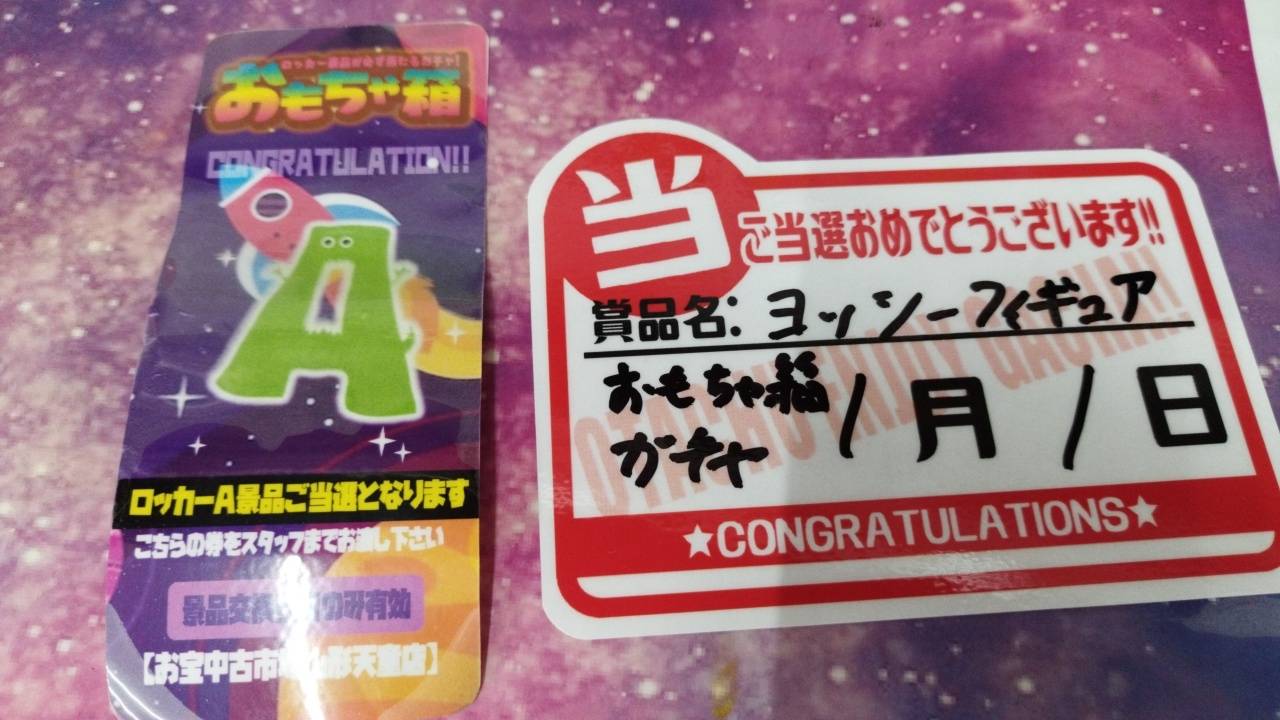 ロッカー景品が必ず当たるガチャ!
おもちゃ箱
CONGRATULATION!!
A
ロッカーA景品ご当選となります
こちらの券をスタッフまでお渡し下さい
景品交換 のみ有効
【お宝中古市場山形天童店】
当
ご当選おめでとうございます!!
賞品名: ヨッシーフィギュア
おもちゃ箱
ガチャ
1月1日
★CONGRATULATIONS★